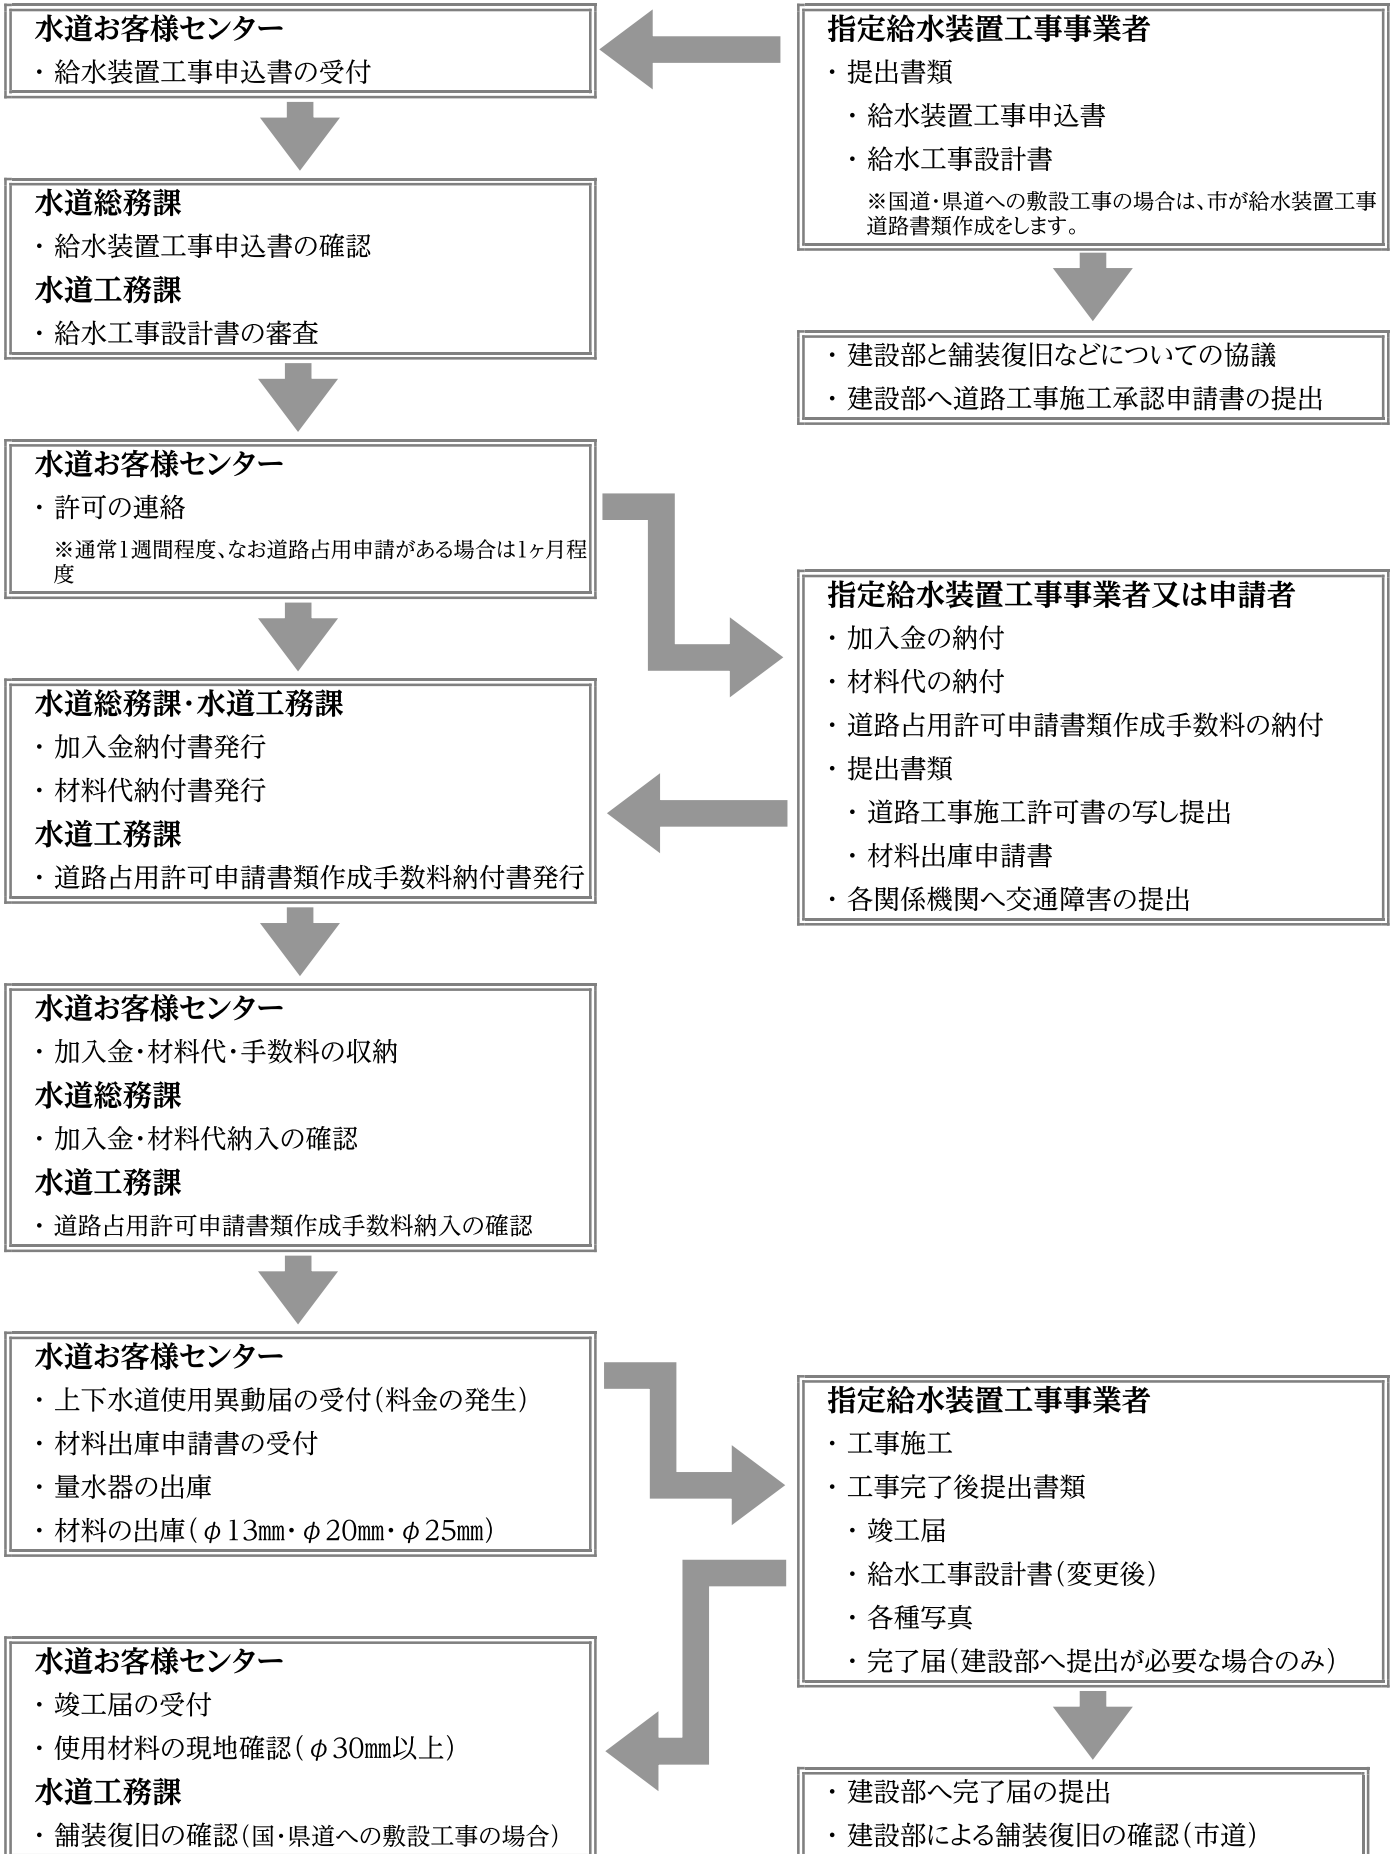 水道お客様センター
・給水装置工事申込書の受付
指定給水装置工事事業者
・提出書類
・給水装置工事申込書
・給水工事設計書
※国道・県道への敷設工事の場合は、市が給水装置工事
道路書類作成をします。
水道総務課
・給水装置工事申込書の確認
水道工務課
・給水工事設計書の審査
・建設部と舗装復旧などについての協議
・建設部へ道路工事施工承認申請書の提出
水道お客様センター
・許可の連絡
※通常1週間程度、なお道路占用申請がある場合は1ヶ月程
度
指定給水装置工事事業者又は申請者
・加入金の納付
・材料代の納付
・道路占用許可申請書類作成手数料の納付
・提出書類
・道路工事施工許可書の写し提出
・材料出庫申請書
・各関係機関へ交通障害の提出
水道総務課・水道工務課
・加入金納付書発行
・材料代納付書発行
水道工務課
・道路占用許可申請書類作成手数料納付書発行
水道お客様センター
・加入金・材料代・手数料の収納
水道総務課
・加入金・材料代納入の確認
水道工務課
・道路占用許可申請書類作成手数料納入の確認
水道お客様センター
・上下水道使用異動届の受付(料金の発生)
・材料出庫申請書の受付
・量水器の出庫
・材料の出庫(φ13㎜・φ20㎜・φ25㎜)
指定給水装置工事事業者
・工事施工
・工事完了後提出書類
・竣工届
・給水工事設計書(変更後)
・各種写真
・完了届(建設部へ提出が必要な場合のみ)
水道お客様センター
・竣工届の受付
・使用材料の現地確認(φ30㎜以上)
水道工務課
・舗装復旧の確認(国・県道への敷設工事の場合)
・建設部へ完了届の提出
・建設部による舗装復旧の確認(市道)